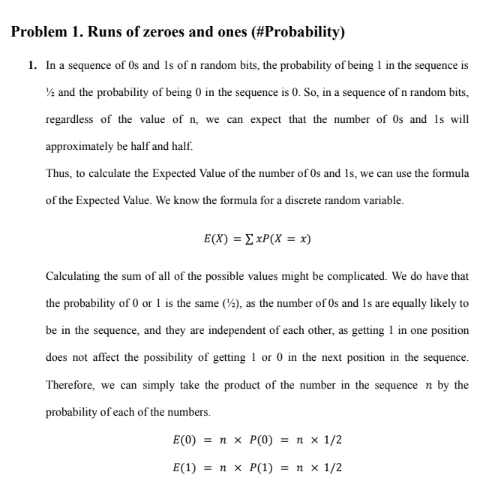 Problem 1. Runs of zeroes and ones (#Probability)
1. In a sequence of 0s and 1s of n random bits, the probability of being 1 in the sequence is
½ and the probability of being 0 in the sequence is 0. So, in a sequence of n random bits,
regardless of the value of n, we can expect that the number of 0s and 1s will
approximately be half and half.
Thus, to calculate the Expected Value of the number of 0s and 1s, we can use the formula
of the Expected Value. We know the formula for a discrete random variable.
E(X) = ∑ xP(X = x)
Calculating the sum of all of the possible values might be complicated. We do have that
the probability of 0 or 1 is the same (½), as the number of 0s and 1s are equally likely to
be in the sequence, and they are independent of each other, as getting 1 in one position
does not affect the possibility of getting 1 or 0 in the next position in the sequence.
Therefore, we can simply take the product of the number in the sequence n by the
probability of each of the numbers.
E(0) = n × P(0) = n × 1/2
E(1) = n × P(1) = n × 1/2